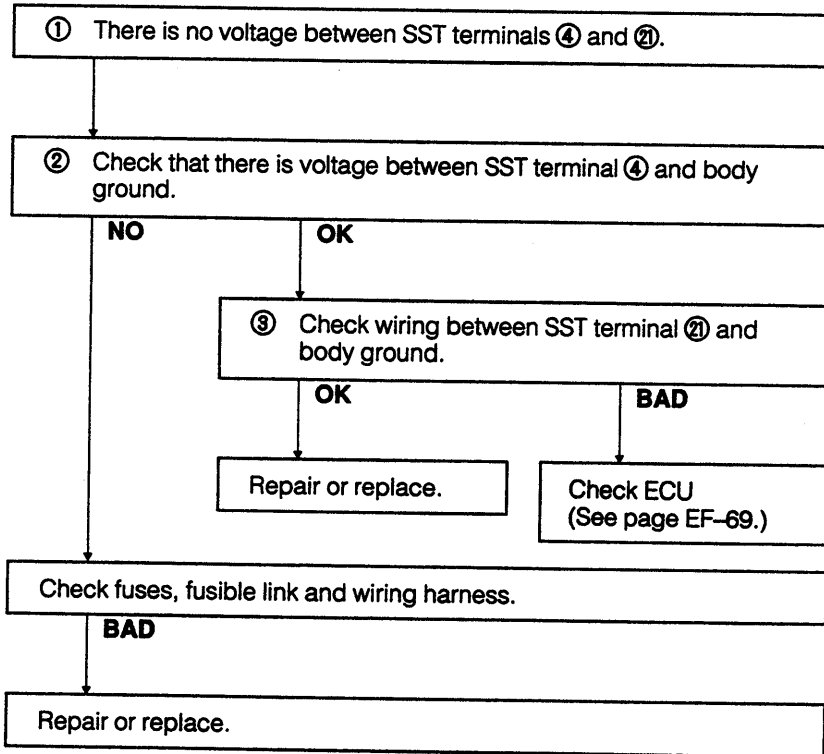 ① There is no voltage between SST terminals ④ and ㉑.
② Check that there is voltage between SST terminal ④ and body
ground.
NO
OK
③ Check wiring between SST terminal ㉑ and
body ground.
OK
BAD
Repair or replace.
Check ECU
(See page EF–69.)
Check fuses, fusible link and wiring harness.
BAD
Repair or replace.